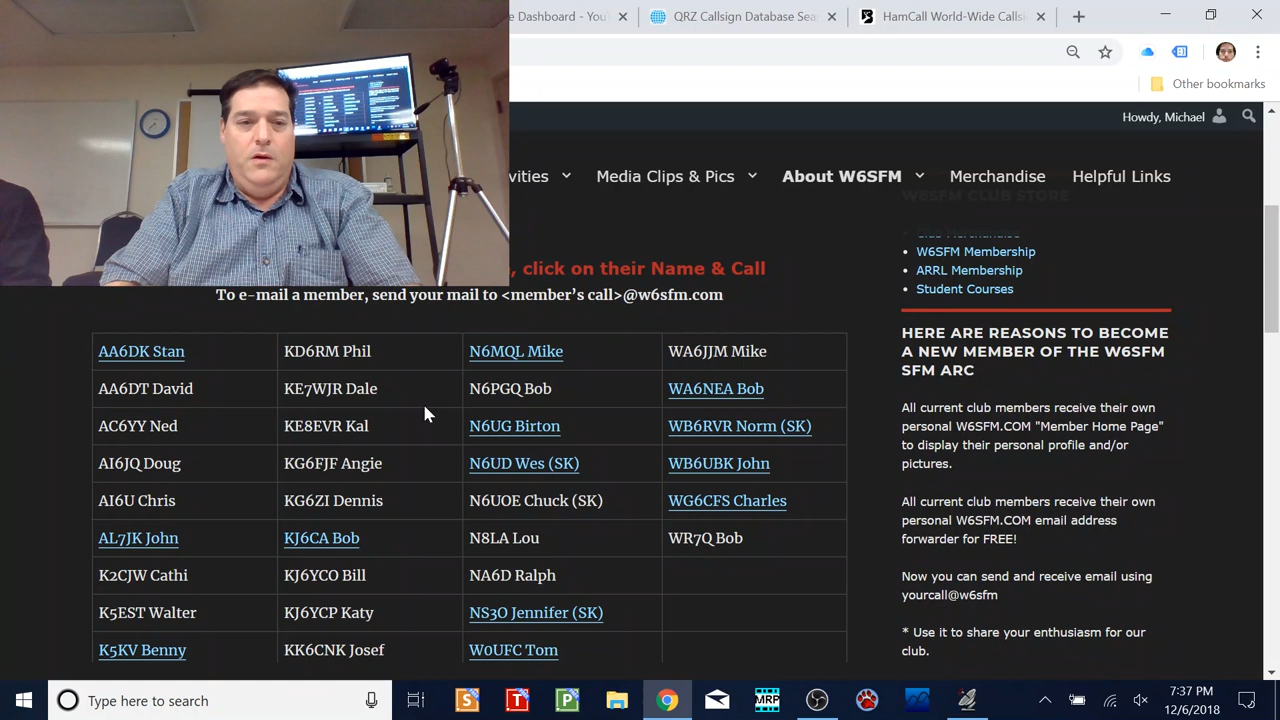 e Dashboard - You
QRZ Callsign Database Sea
HamCall World-Wide Callsi
Other bookmarks
Howdy, Michael
vities
Media Clips & Pics
About W6SFM
Merchandise
Helpful Links
W6SFM CLUB STORE
Club Merchandise
W6SFM Membership
ARRL Membership
Student Courses
, click on their Name & Call
To e-mail a member, send your mail to <member's call>@w6sfm.com
AA6DK Stan KD6RM Phil N6MQL Mike WA6JJM Mike
AA6DT David KE7WJR Dale N6PGQ Bob WA6NEA Bob
AC6YY Ned KE8EVR Kal N6UG Birton WB6RVR Norm (SK)
AI6JQ Doug KG6FJF Angie N6UD Wes (SK) WB6UBK John
AI6U Chris KG6ZI Dennis N6UOE Chuck (SK) WG6CFS Charles
AL7JK John KJ6CA Bob N8LA Lou WR7Q Bob
K2CJW Cathi KJ6YCO Bill NA6D Ralph
K5EST Walter KJ6YCP Katy NS3O Jennifer (SK)
K5KV Benny KK6CNK Josef W0UFC Tom
HERE ARE REASONS TO BECOME
A NEW MEMBER OF THE W6SFM
SFM ARC
All current club members receive their own
personal W6SFM.COM "Member Home Page"
to display their personal profile and/or
pictures.
All current club members receive their own
personal W6SFM.COM email address
forwarder for FREE!
Now you can send and receive email using
yourcall@w6sfm
* Use it to share your enthusiasm for our
club.
Type here to search
S
T
P
MRP
7:37 PM
12/6/2018